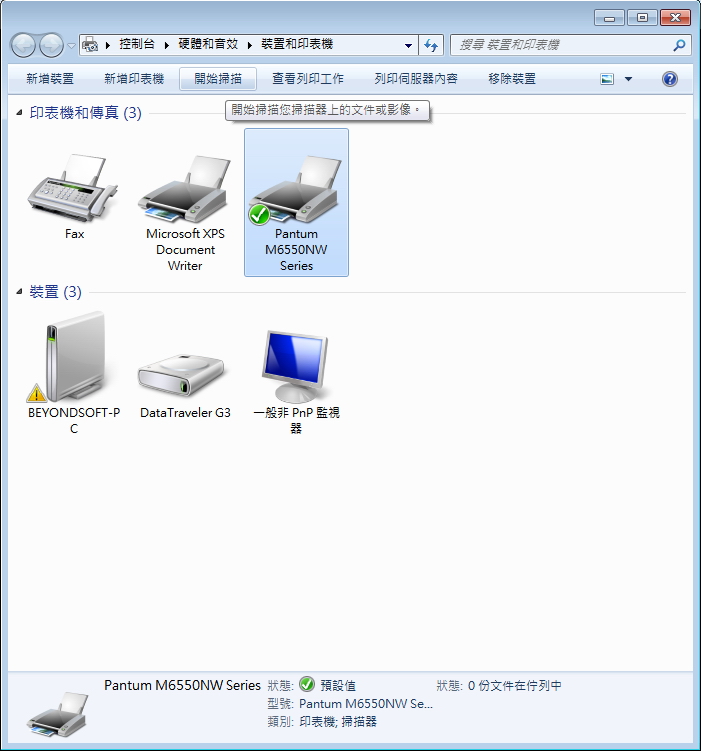 控制台 硬體和音效 裝置和印表機
搜尋 裝置和印表機
新增裝置 新增印表機 開始掃描 查看列印工作 列印伺服器內容 移除裝置
開始掃描您掃描器上的文件或影像。
印表機和傳真 (3)
Fax
Microsoft XPS
Document
Writer
Pantum
M6550NW
Series
裝置 (3)
BEYONDSOFT-P
C
DataTraveler G3
一般非 PnP 監視
器
Pantum M6550NW Series 狀態: 預設值 狀態: 0 份文件在佇列中
型號: Pantum M6550NW Se...
類別: 印表機; 掃描器